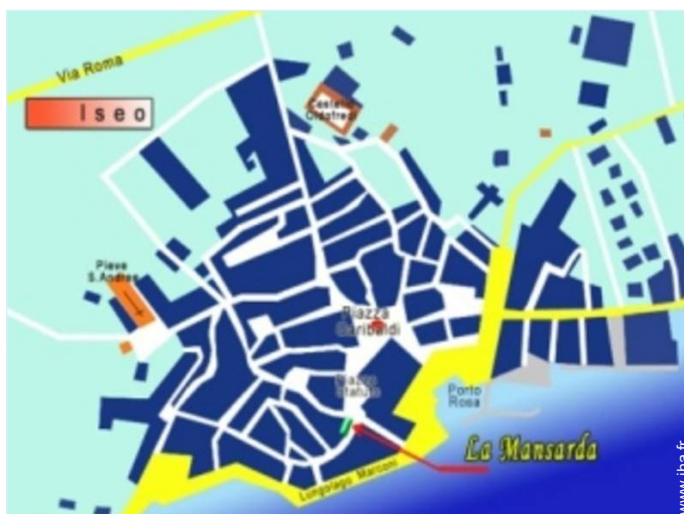 Via Roma
Iseo
Castello
Oldofredi
Pieve
S.Andrea
Piazza
Garibaldi
Piazza
Statuto
Porto
Rosa
La Mansarda
Lungolago Marconi
www.iha.fr